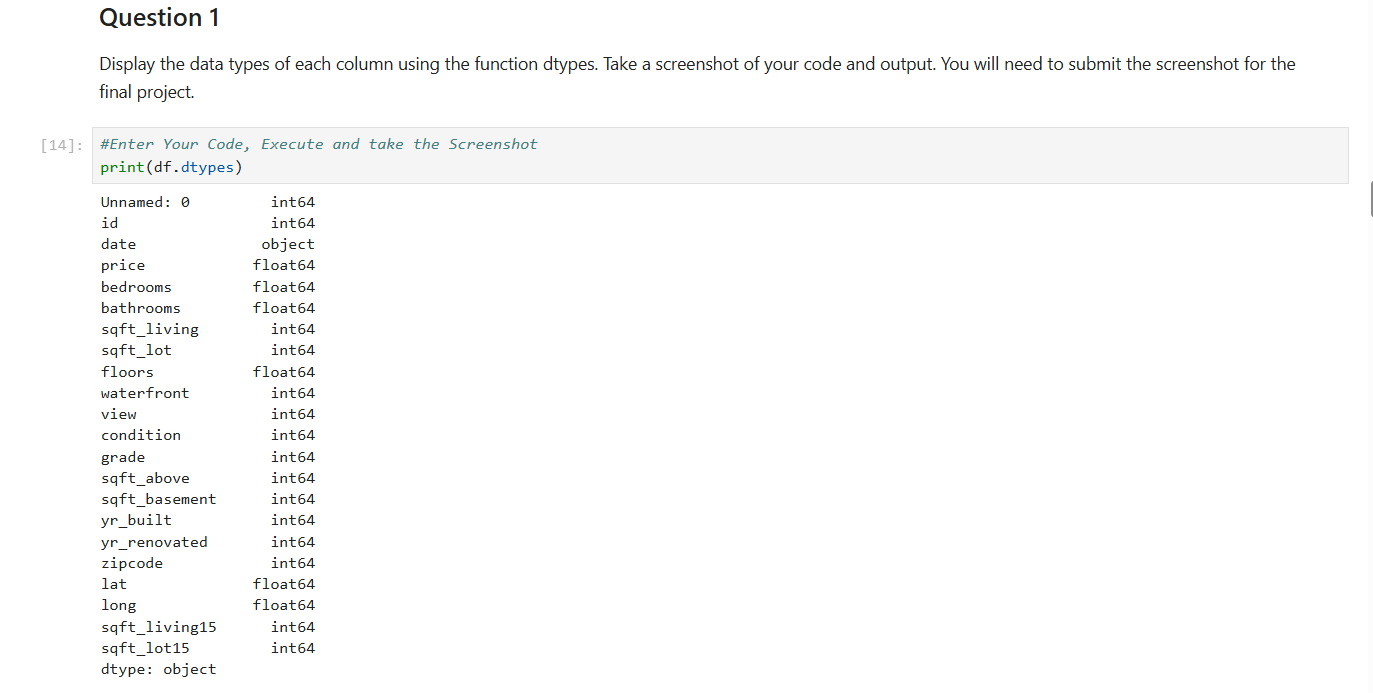 Question 1
Display the data types of each column using the function dtypes. Take a screenshot of your code and output. You will need to submit the screenshot for the
final project.
[14]: #Enter Your Code, Execute and take the Screenshot
print(df.dtypes)
Unnamed: 0 int64
id int64
date object
price float64
bedrooms float64
bathrooms float64
sqft_living int64
sqft_lot int64
floors float64
waterfront int64
view int64
condition int64
grade int64
sqft_above int64
sqft_basement int64
yr_built int64
yr_renovated int64
zipcode int64
lat float64
long float64
sqft_living15 int64
sqft_lot15 int64
dtype: object